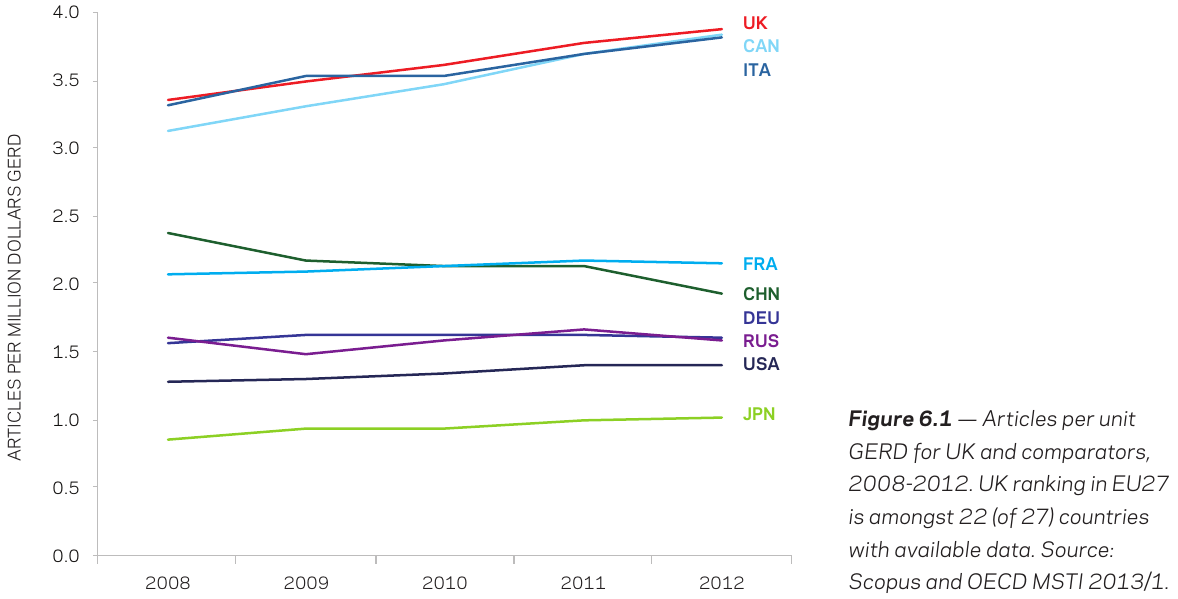 ARTICLES PER MILLION DOLLARS GERD
4.0
3.5
3.0
2.5
2.0
1.5
1.0
0.5
0.0
2008
2009
2010
2011
2012
UK
CAN
ITA
FRA
CHN
DEU
RUS
USA
JPN
Figure 6.1 — Articles per unit
GERD for UK and comparators,
2008-2012. UK ranking in EU27
is amongst 22 (of 27) countries
with available data. Source:
Scopus and OECD MSTI 2013/1.